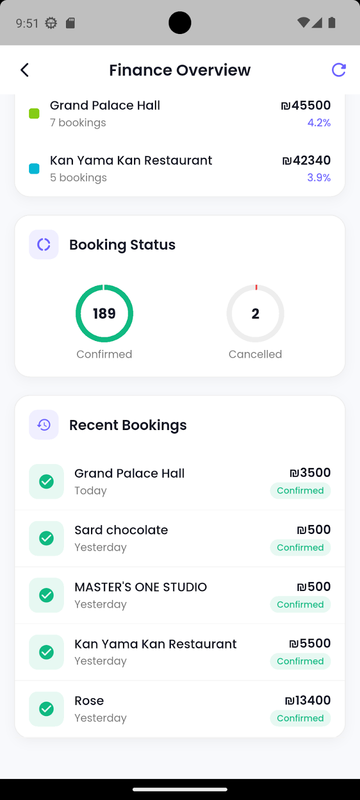 9:51
Finance Overview
Grand Palace Hall
₪45500
7 bookings
4.2%
Kan Yama Kan Restaurant
₪42340
5 bookings
3.9%
Booking Status
189
2
Confirmed
Cancelled
Recent Bookings
Grand Palace Hall
₪3500
Today
Confirmed
Sard chocolate
₪500
Yesterday
Confirmed
MASTER'S ONE STUDIO
₪500
Yesterday
Confirmed
Kan Yama Kan Restaurant
₪5500
Yesterday
Confirmed
Rose
₪13400
Yesterday
Confirmed